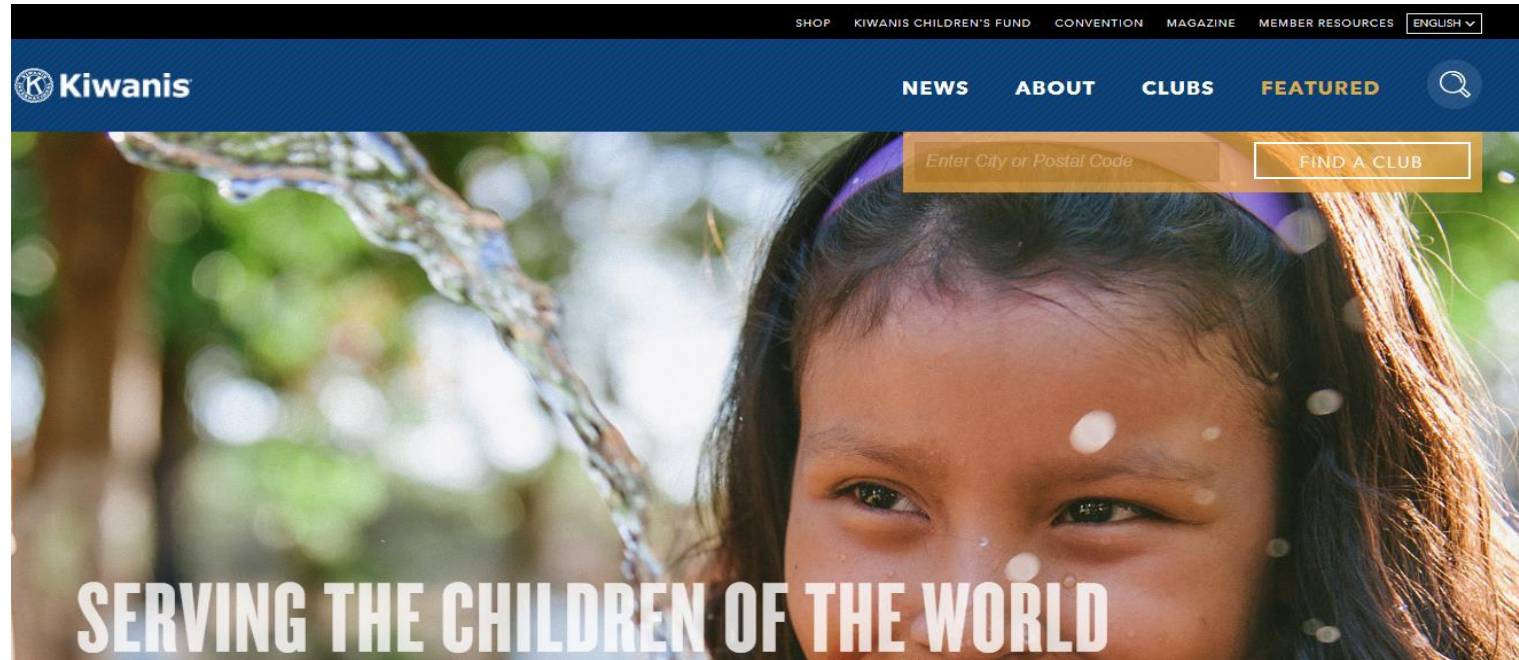 SHOP KIWANIS CHILDREN'S FUND CONVENTION MAGAZINE MEMBER RESOURCES ENGLISH
Kiwanis
NEWS ABOUT CLUBS FEATURED
Enter City or Postal Code FIND A CLUB
SERVING THE CHILDREN OF THE WORLD